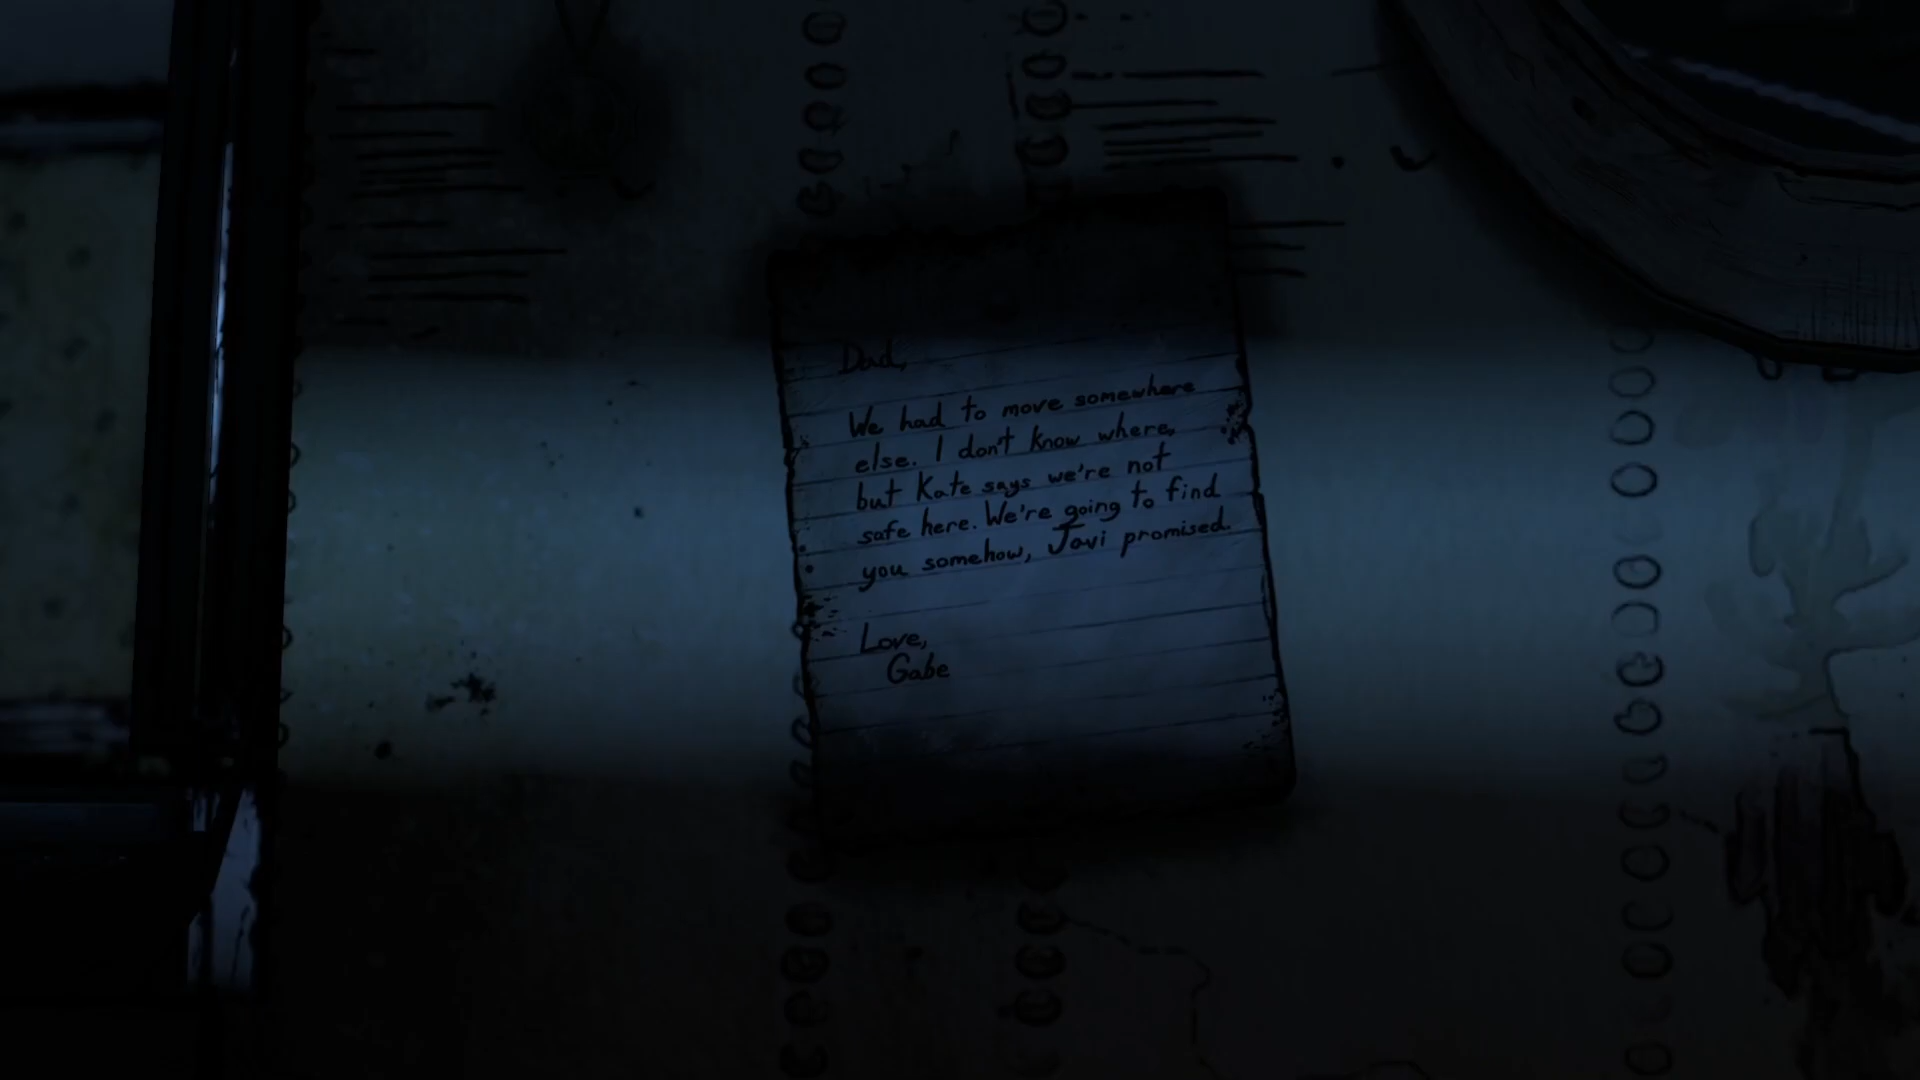 Dad,
We had to move somewhere
else. I don't know where,
but Kate says we're not
safe here. We're going to find
you somehow, Javi promised.
Love,
Gabe